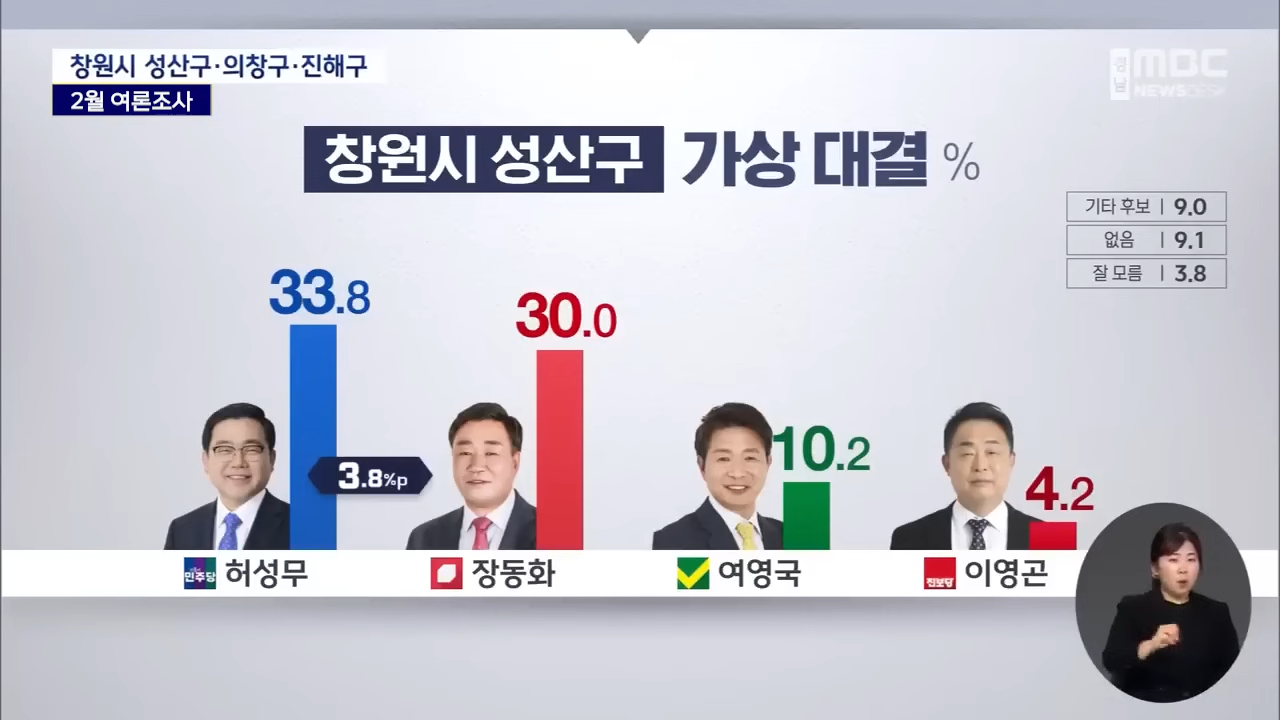 창원시 성산구·의창구·진해구
2월 여론조사
경남
MBC
NEWSDESK
창원시 성산구 가상 대결 %
기타 후보 | 9.0
없음 | 9.1
잘 모름 | 3.8
33.8
30.0
10.2
4.2
3.8%p
민주당 허성무
장동화
여영국
진보당 이영곤